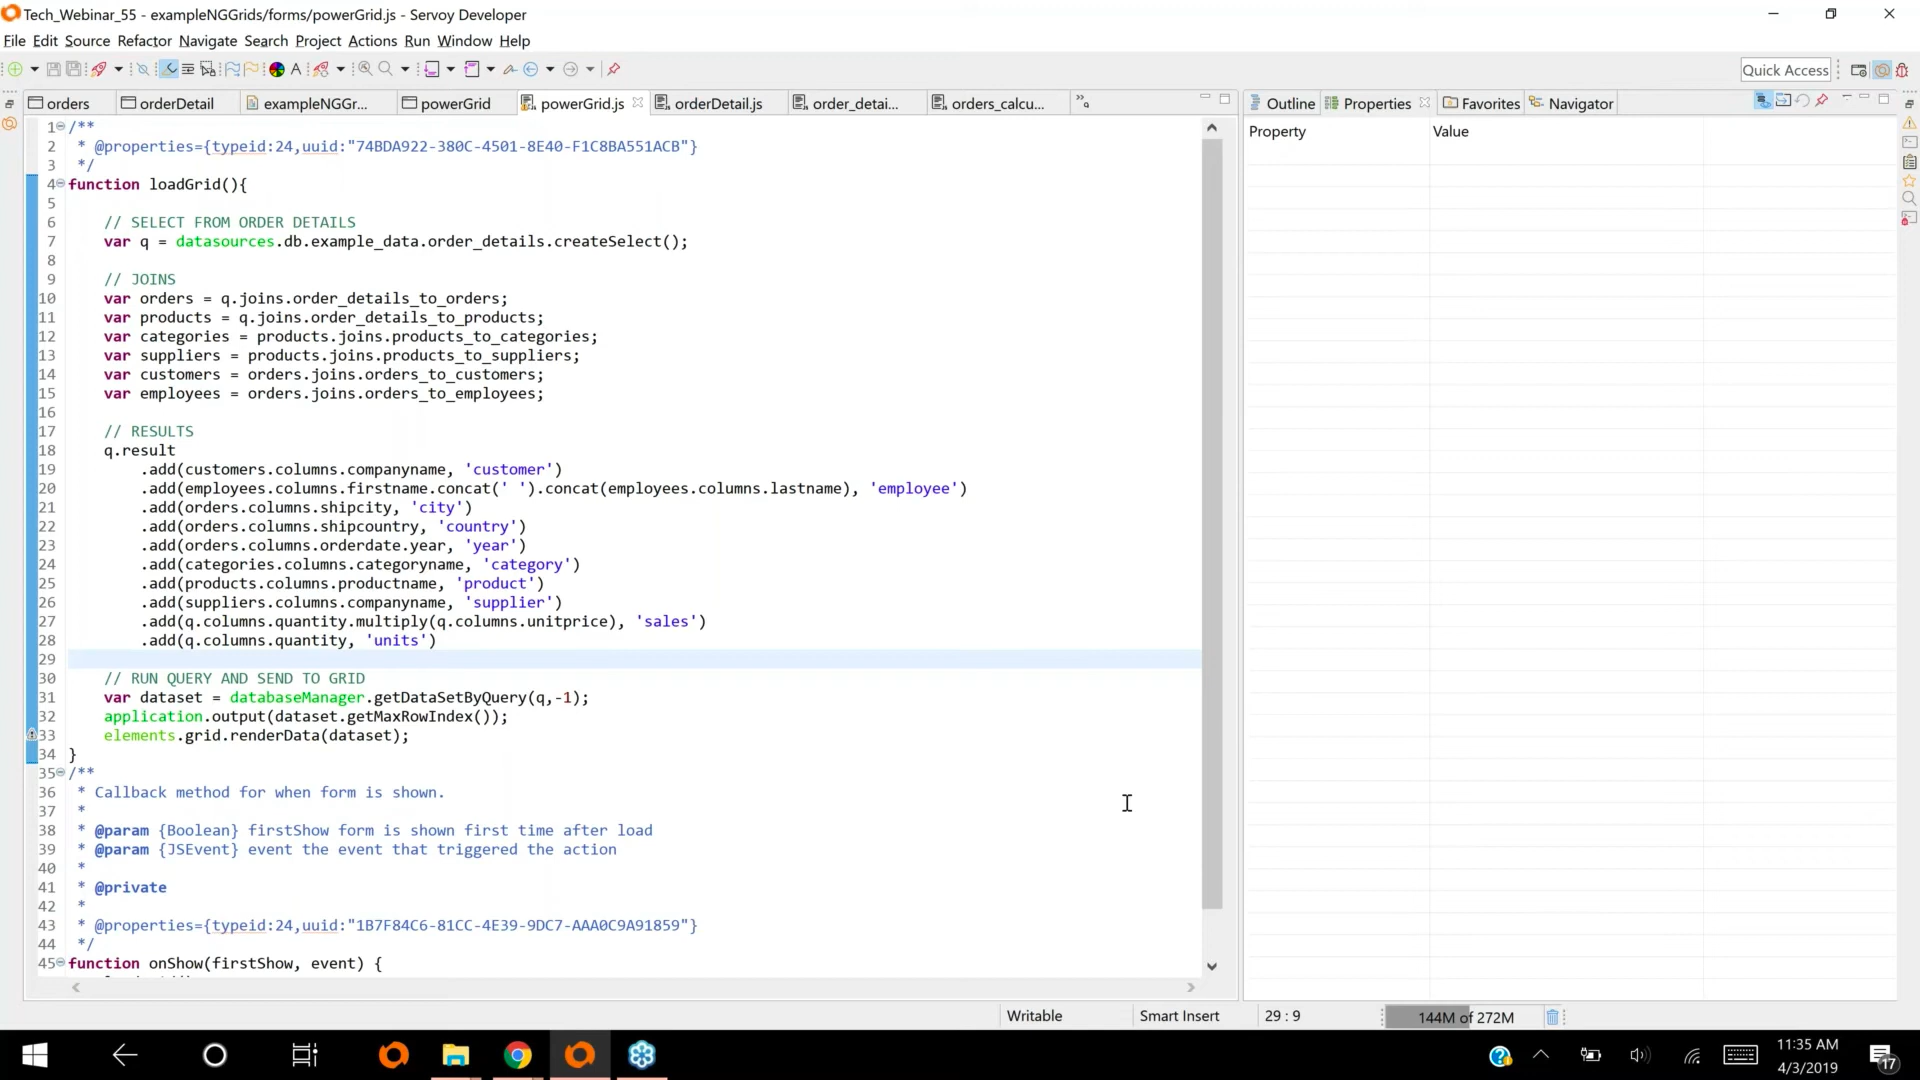 Tech_Webinar_55 - exampleNGGrids/forms/powerGrid.js - Servoy Developer
File Edit Source Refactor Navigate Search Project Actions Run Window Help
Quick Access
orders orderDetail exampleNGGr... powerGrid powerGrid.js orderDetail.js order_detai... orders_calcu...
Outline Properties Favorites Navigator
Property Value
1 /**
2 * @properties={typeid:24,uuid:"74BDA922-380C-4501-8E40-F1C8BA551ACB"}
3 */
4 function loadGrid(){
5
6 // SELECT FROM ORDER DETAILS
7 var q = datasources.db.example_data.order_details.createSelect();
8
9 // JOINS
10 var orders = q.joins.order_details_to_orders;
11 var products = q.joins.order_details_to_products;
12 var categories = products.joins.products_to_categories;
13 var suppliers = products.joins.products_to_suppliers;
14 var customers = orders.joins.orders_to_customers;
15 var employees = orders.joins.orders_to_employees;
16
17 // RESULTS
18 q.result
19 .add(customers.columns.companyname, 'customer')
20 .add(employees.columns.firstname.concat(' ').concat(employees.columns.lastname), 'employee')
21 .add(orders.columns.shipcity, 'city')
22 .add(orders.columns.shipcountry, 'country')
23 .add(orders.columns.orderdate.year, 'year')
24 .add(categories.columns.categoryname, 'category')
25 .add(products.columns.productname, 'product')
26 .add(suppliers.columns.companyname, 'supplier')
27 .add(q.columns.quantity.multiply(q.columns.unitprice), 'sales')
28 .add(q.columns.quantity, 'units')
29
30 // RUN QUERY AND SEND TO GRID
31 var dataset = databaseManager.getDataSetByQuery(q,-1);
32 application.output(dataset.getMaxRowIndex());
33 elements.grid.renderData(dataset);
34 }
35 /**
36 * Callback method for when form is shown.
37 *
38 * @param {Boolean} firstShow form is shown first time after load
39 * @param {JSEvent} event the event that triggered the action
40 *
41 * @private
42 *
43 * @properties={typeid:24,uuid:"1B7F84C6-81CC-4E39-9DC7-AAA0C9A91859"}
44 */
45 function onShow(firstShow, event) {
Writable Smart Insert 29 : 9 144M of 272M
11:35 AM
4/3/2019
17